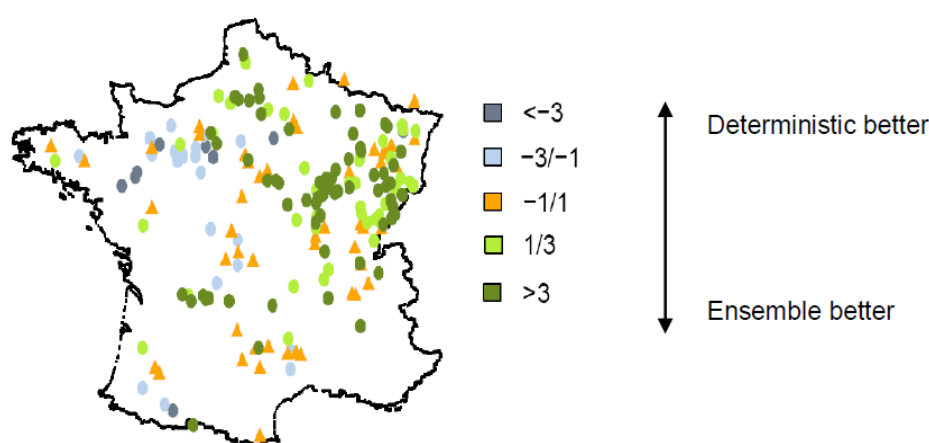 <−3
−3/−1
−1/1
1/3
>3
Deterministic better
Ensemble better